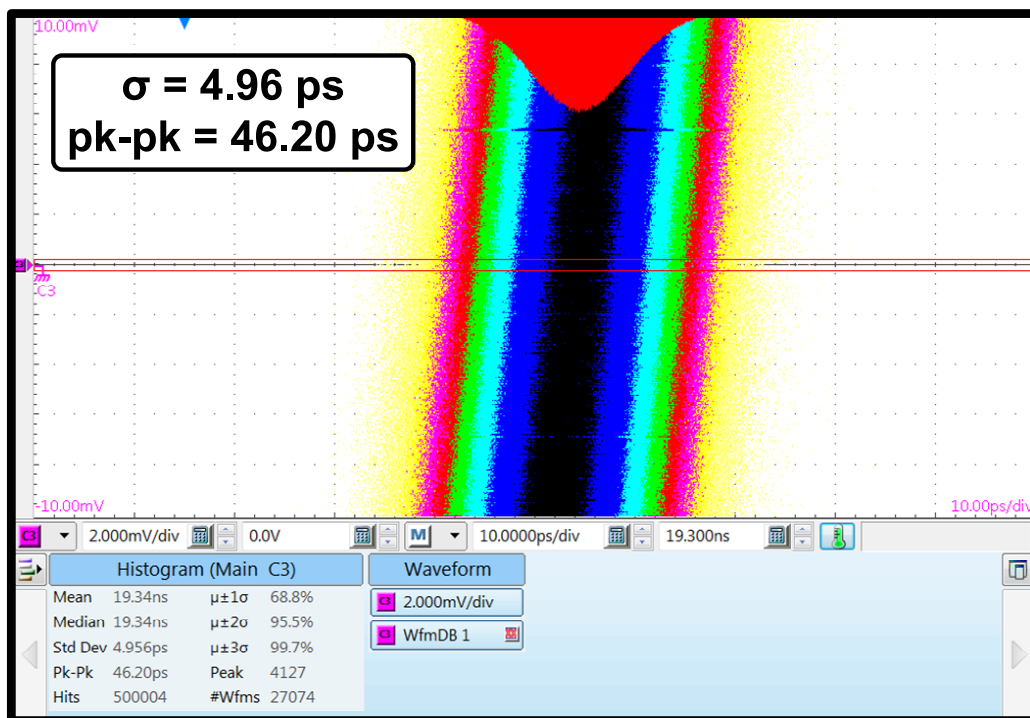 10.00mV
σ = 4.96 ps
pk-pk = 46.20 ps
C3
-10.00mV
10.00ps/div
C3 2.000mV/div 0.0V M 10.0000ps/div 19.300ns
Histogram (Main C3) Waveform
Mean 19.34ns μ±1σ 68.8%
C3 2.000mV/div
Median 19.34ns μ±2σ 95.5%
C3 WfmDB 1
Std Dev 4.956ps μ±3σ 99.7%
Pk-Pk 46.20ps Peak 4127
Hits 500004 #Wfms 27074